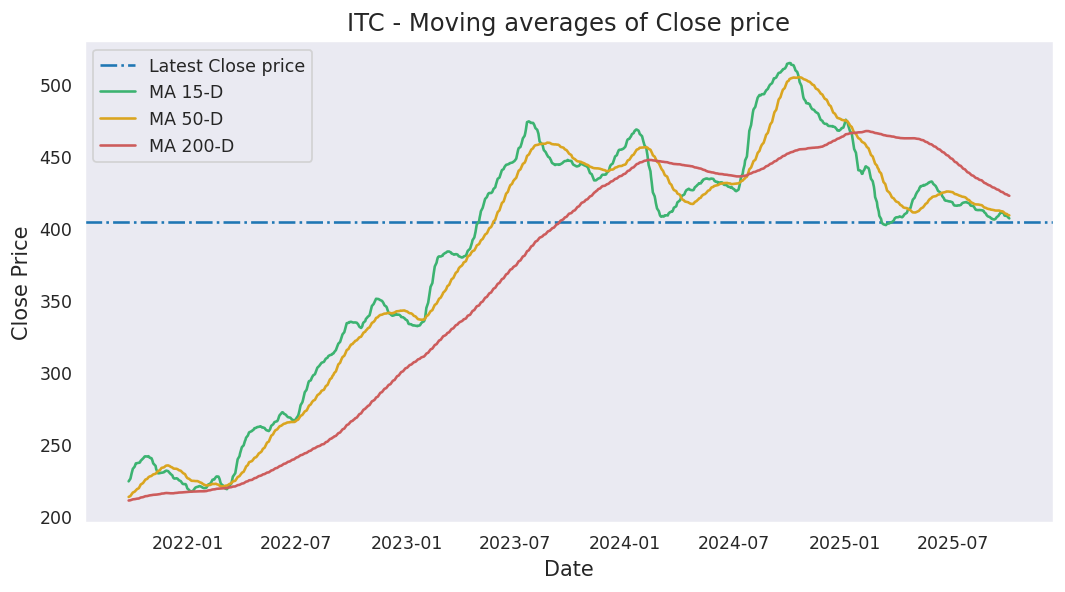 ITC - Moving averages of Close price
Latest Close price
MA 15-D
MA 50-D
MA 200-D
Close Price
500
450
400
350
300
250
200
2022-01
2022-07
2023-01
2023-07
2024-01
2024-07
2025-01
2025-07
Date